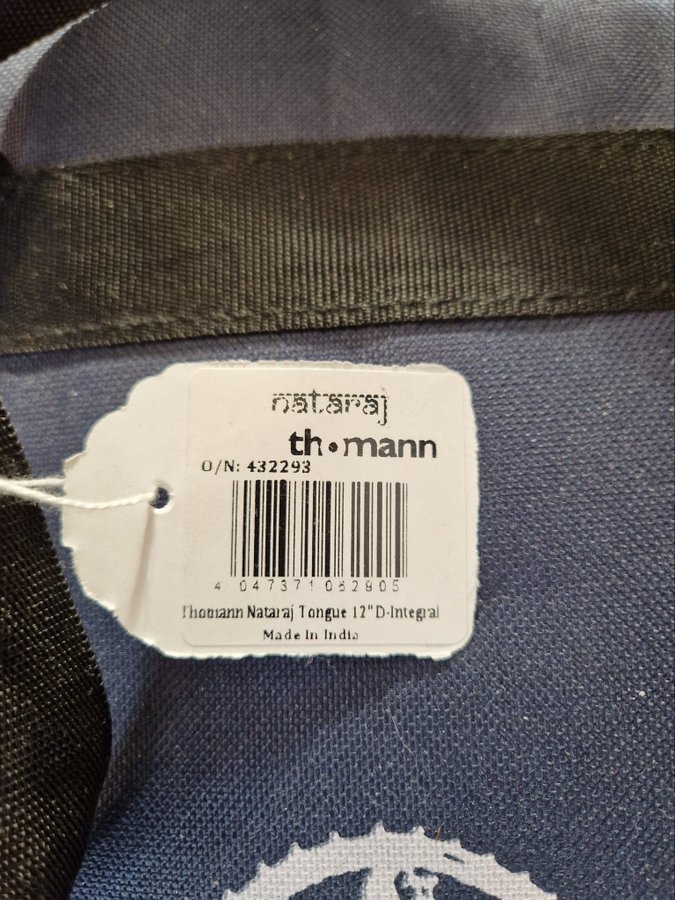 nataraj
th•mann
O/N: 432293
4 047371 062905
Thomann Nataraj Tongue 12" D-Integral
Made In India